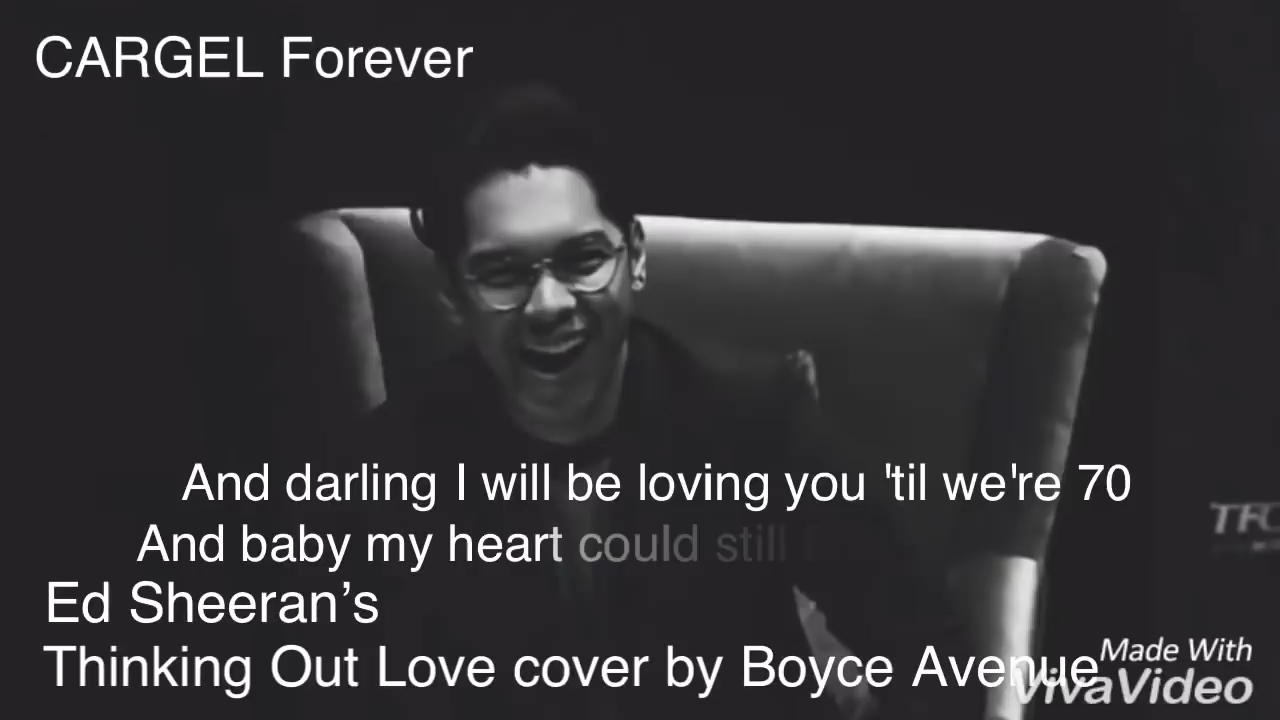 CARGEL Forever
And darling I will be loving you 'til we're 70
And baby my heart could still
Ed Sheeran’s
Thinking Out Love cover by Boyce Avenue
TFC
Made With
VivaVideo